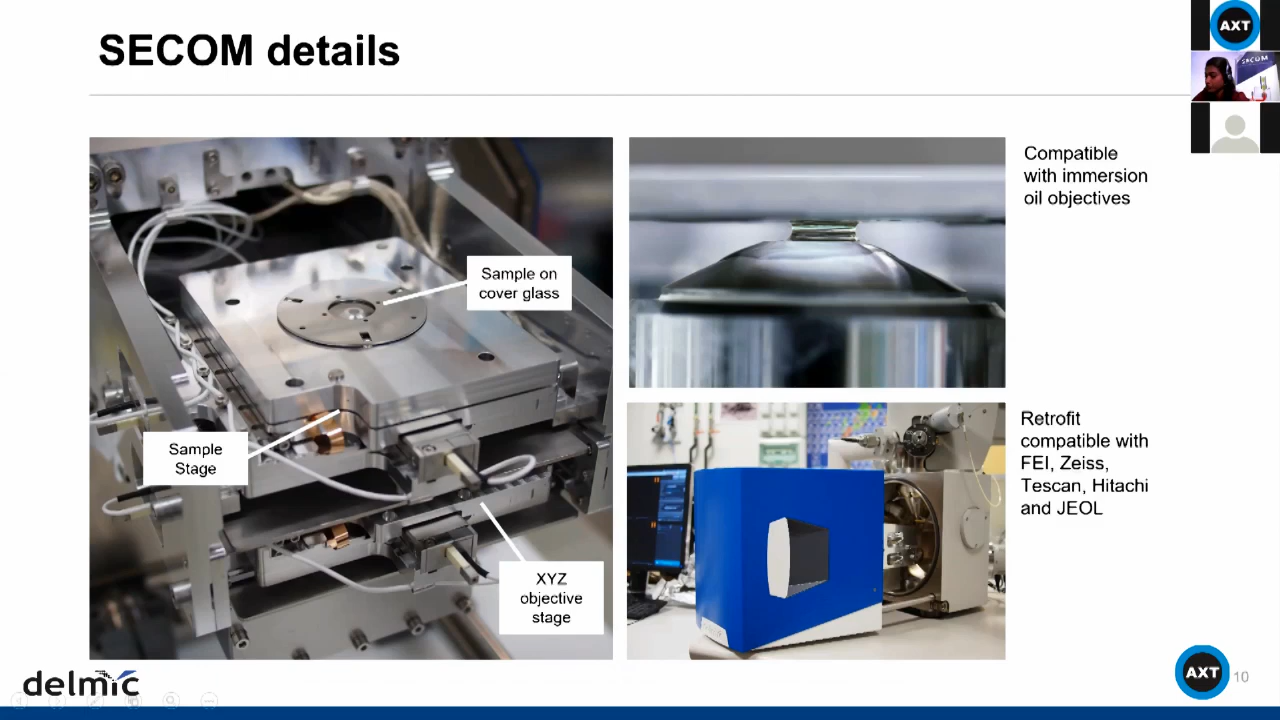 SECOM details
AXT
SECOM
Sample on
cover glass
Sample
Stage
XYZ
objective
stage
Compatible
with immersion
oil objectives
Retrofit
compatible with
FEI, Zeiss,
Tescan, Hitachi
and JEOL
delmic
AXT
10